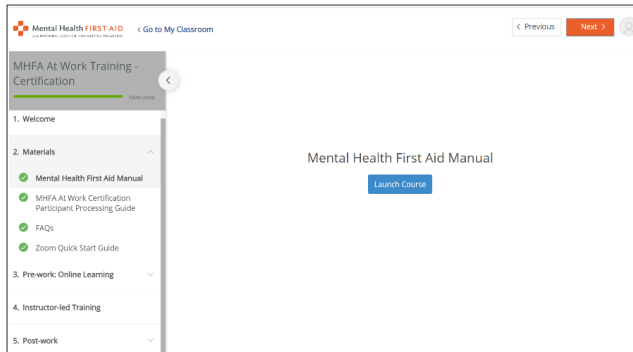 Mental Health FIRST AID
< Go to My Classroom
< Previous
Next >
MHFA At Work Training -
Certification
100% Done
1. Welcome
2. Materials
Mental Health First Aid Manual
MHFA At Work Certification
Participant Processing Guide
FAQs
Zoom Quick Start Guide
3. Pre-work: Online Learning
4. Instructor-led Training
5. Post-work
Mental Health First Aid Manual
Launch Course